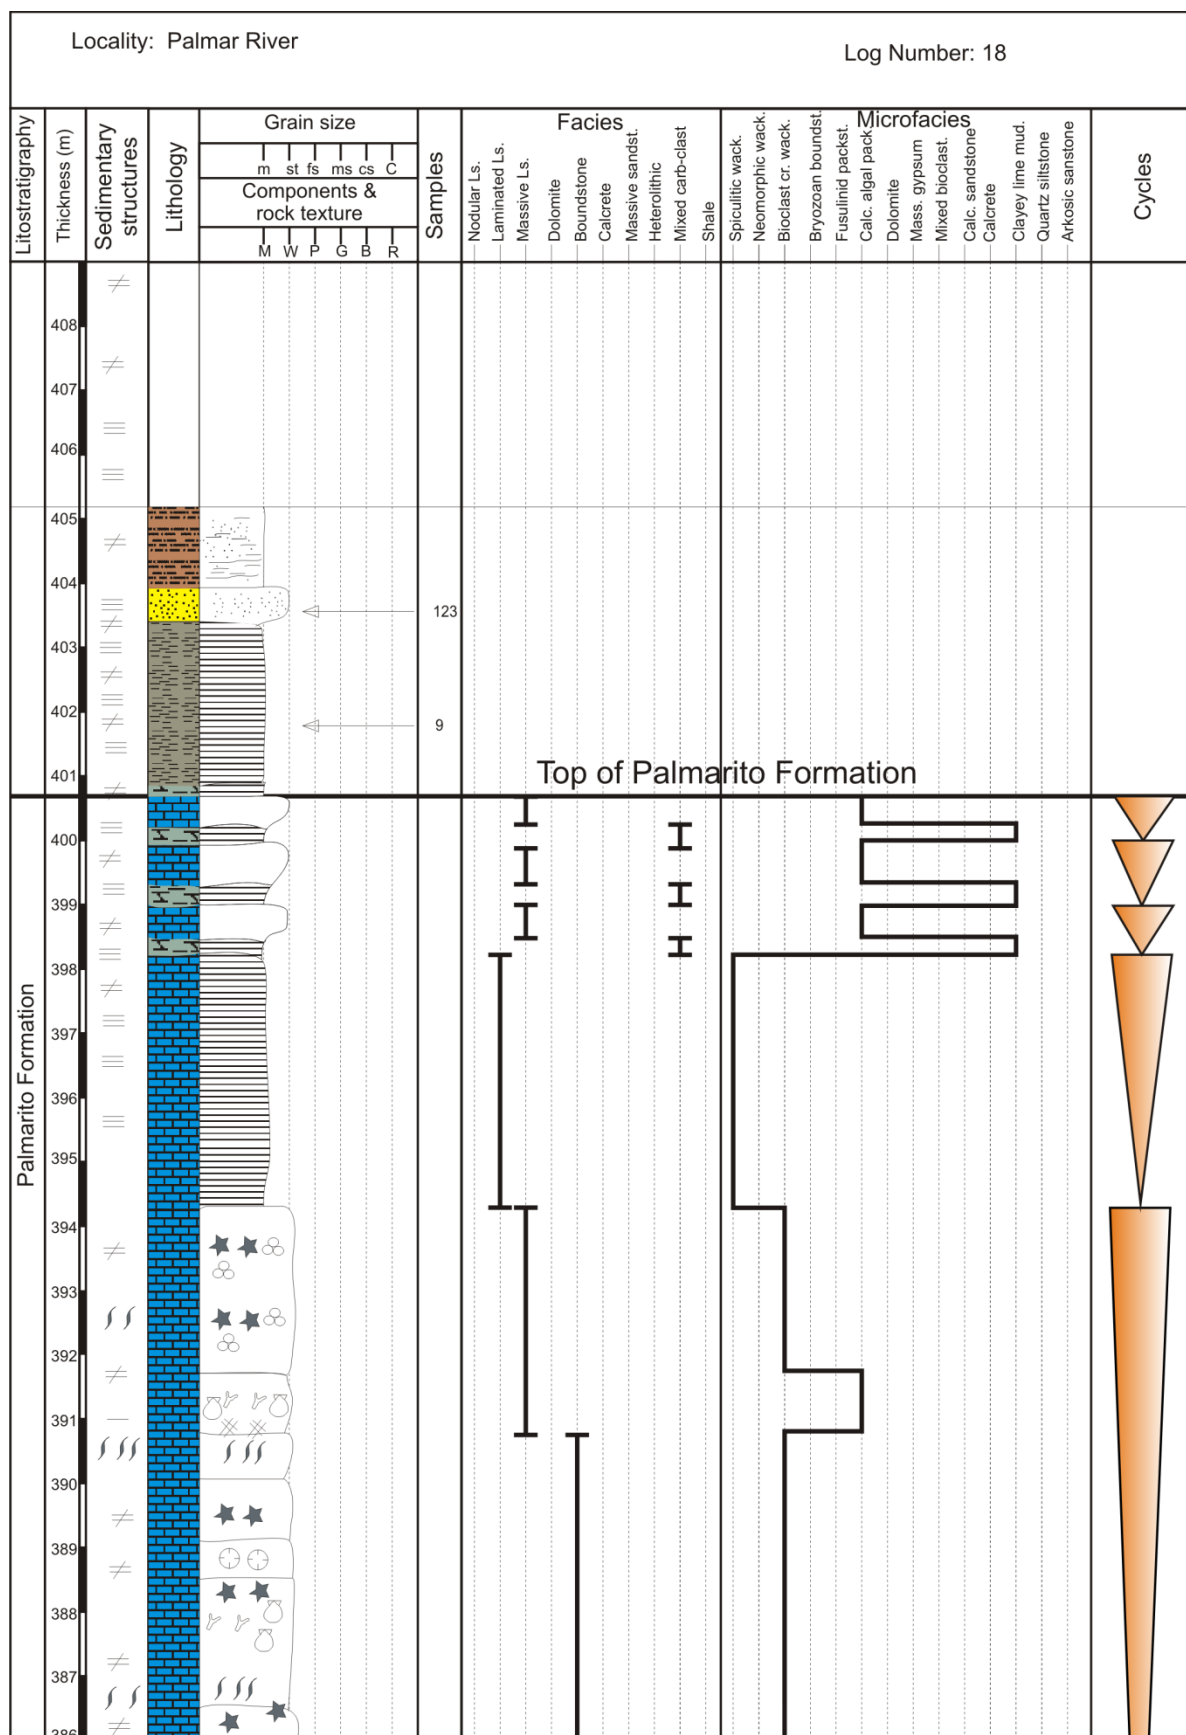 Locality: Palmar River
Log Number: 18
Litostratigraphy
Thickness (m)
Sedimentary
structures
Lithology
Grain size
m st fs ms cs C
Components &
rock texture
M W P G B R
Samples
Facies
Nodular Ls.
Laminated Ls.
Massive Ls.
Dolomite
Boundstone
Calcrete
Massive sandst.
Heterolithic
Mixed carb-clast
Shale
Microfacies
Spiculitic wack.
Neomorphic wack.
Bioclast cr. wack.
Bryozoan boundst.
Fusulinid packst.
Calc. algal pack.
Dolomite
Mass. gypsum
Mixed bioclast.
Calc. sandstone
Calcrete
Clayey lime mud.
Quartz siltstone
Arkosic sanstone
Cycles
408
407
406
405
404
123
403
402
9
401
Top of Palmarito Formation
400
399
398
397
Palmarito Formation
396
395
394
393
392
391
390
389
388
387
386